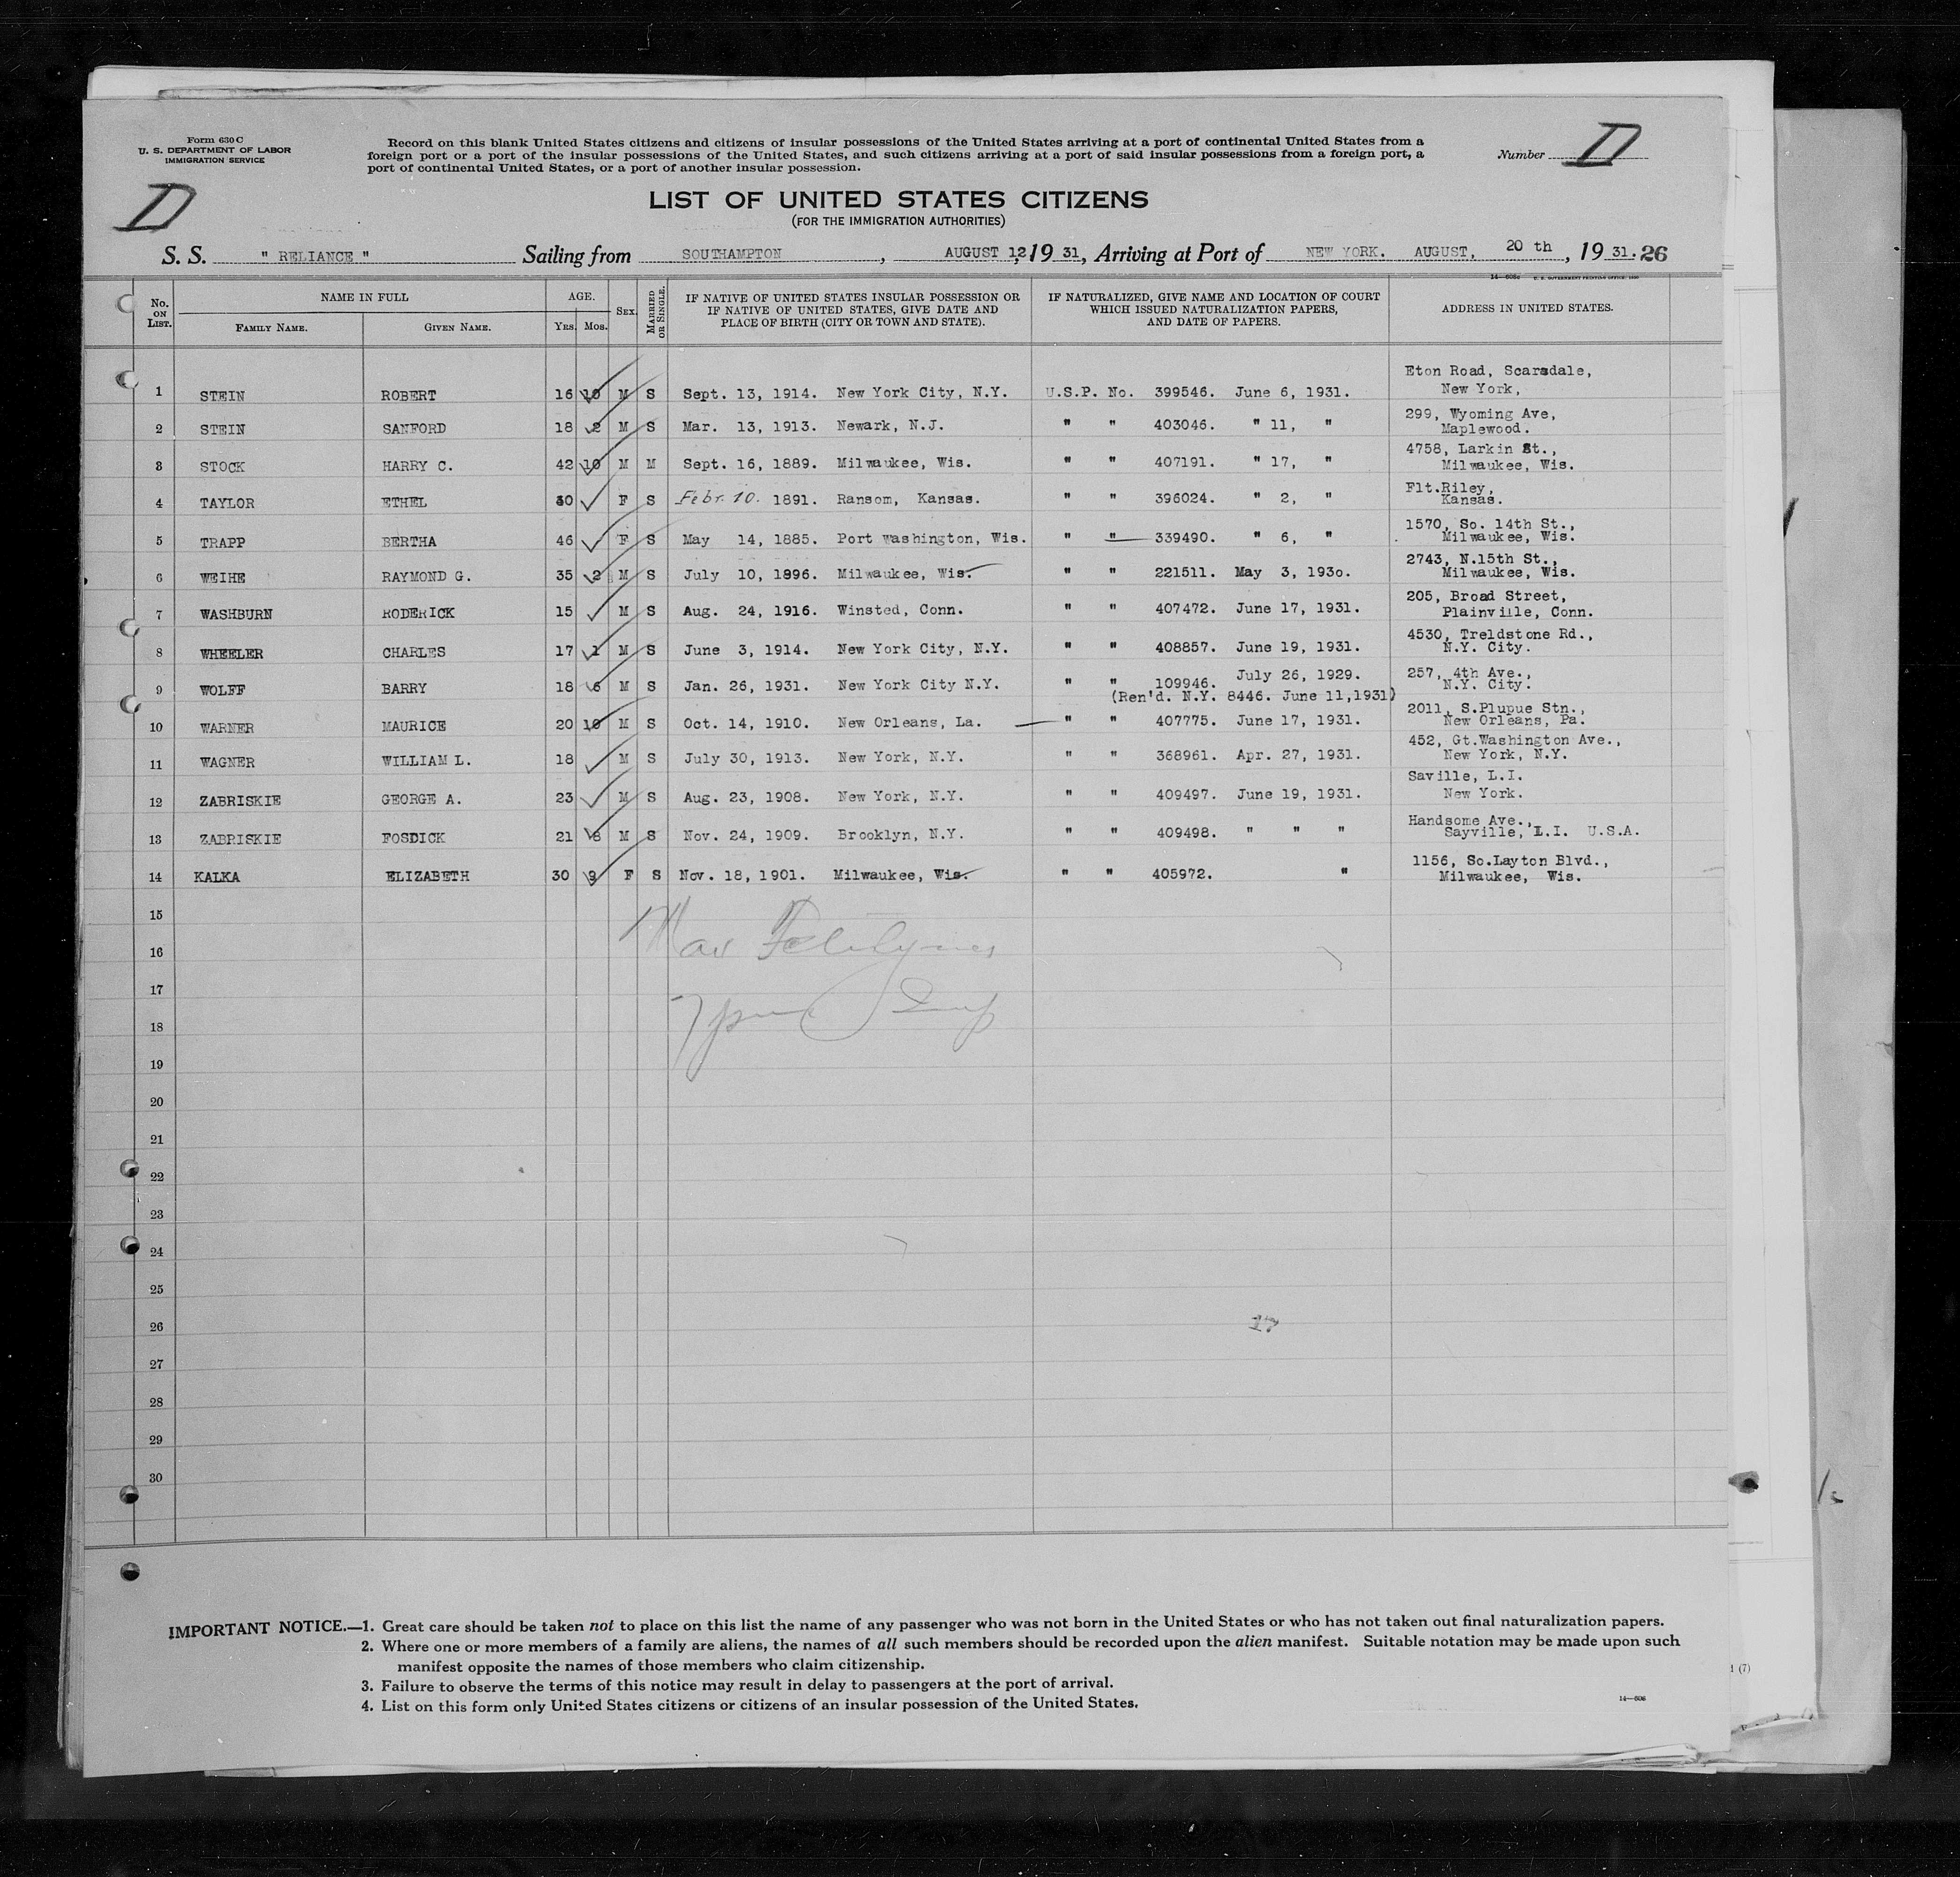 Form 630 C
U. S. DEPARTMENT OF LABOR
IMMIGRATION SERVICE
Record on this blank United States citizens and citizens of insular possessions of the United States arriving at a port of continental United States from a
foreign port or a port of the insular possessions of the United States, and such citizens arriving at a port of said insular possessions from a foreign port, a
port of continental United States, or a port of another insular possession.
Number D
D
LIST OF UNITED STATES CITIZENS
(FOR THE IMMIGRATION AUTHORITIES)
S. S. " RELIANCE " Sailing from SOUTHAMPTON, AUGUST 12, 19 31, Arriving at Port of NEW YORK. AUGUST, 20 th, 19 31. 26
No. ON LIST. NAME IN FULL FAMILY NAME. GIVEN NAME. AGE. YRS. MOS. SEX. MARRIED OR SINGLE. IF NATIVE OF UNITED STATES INSULAR POSSESSION OR IF NATIVE OF UNITED STATES, GIVE DATE AND PLACE OF BIRTH (CITY OR TOWN AND STATE). IF NATURALIZED, GIVE NAME AND LOCATION OF COURT WHICH ISSUED NATURALIZATION PAPERS, AND DATE OF PAPERS. ADDRESS IN UNITED STATES.
1 STEIN ROBERT 16 10 M S Sept. 13, 1914. New York City, N.Y. U.S.P. No. 399546. June 6, 1931. Eton Road, Scarsdale, New York,
2 STEIN SANFORD 18 2 M S Mar. 13, 1913. Newark, N.J. " " 403046. " 11, " 299, Wyoming Ave, Maplewood.
3 STOCK HARRY C. 42 10 M M Sept. 16, 1889. Milwaukee, Wis. " " 407191. " 17, " 4758, Larkin St., Milwaukee, Wis.
4 TAYLOR ETHEL 30 F S Febr. 10. 1891. Ransom, Kansas. " " 396024. " 2, " Flt.Riley, Kansas.
5 TRAPP BERTHA 46 F S May 14, 1885. Port Washington, Wis. " " 339490. " 6, " 1570, So. 14th St., Milwaukee, Wis.
6 WEIHE RAYMOND G. 35 2 M S July 10, 1896. Milwaukee, Wis. " " 221511. May 3, 1930. 2743, N.15th St., Milwaukee, Wis.
7 WASHBURN RODERICK 15 M S Aug. 24, 1916. Winsted, Conn. " " 407472. June 17, 1931. 205, Broad Street, Plainville, Conn.
8 WHEELER CHARLES 17 1 M S June 3, 1914. New York City, N.Y. " " 408857. June 19, 1931. 4530, Treldstone Rd., N.Y. City.
9 WOLFF BARRY 18 6 M S Jan. 26, 1931. New York City N.Y. " " 109946. July 26, 1929. (Ren'd. N.Y. 8446. June 11,1931) 257, 4th Ave., N.Y. City.
10 WARNER MAURICE 20 10 M S Oct. 14, 1910. New Orleans, La. " " 407775. June 17, 1931. 2011, S.Plupue Stn., New Orleans, Pa.
11 WAGNER WILLIAM L. 18 M S July 30, 1913. New York, N.Y. " " 368961. Apr. 27, 1931. 452, Gt.Washington Ave., New York, N.Y.
12 ZABRISKIE GEORGE A. 23 M S Aug. 23, 1908. New York, N.Y. " " 409497. June 19, 1931. Saville, L.I. New York.
13 ZABRISKIE FOSDICK 21 8 M S Nov. 24, 1909. Brooklyn, N.Y. " " 409498. " " " Handsome Ave., Sayville, L.I. U.S.A.
14 KALKA ELIZABETH 30 9 F S Nov. 18, 1901. Milwaukee, Wis. " " 405972. " 1156, So.Layton Blvd., Milwaukee, Wis.
15
16
17
18
19
20
21
22
23
24
25
26
17
27
28
29
30
IMPORTANT NOTICE.—1. Great care should be taken not to place on this list the name of any passenger who was not born in the United States or who has not taken out final naturalization papers.
2. Where one or more members of a family are aliens, the names of all such members should be recorded upon the alien manifest. Suitable notation may be made upon such
manifest opposite the names of those members who claim citizenship.
3. Failure to observe the terms of this notice may result in delay to passengers at the port of arrival.
4. List on this form only United States citizens or citizens of an insular possession of the United States.
14—606